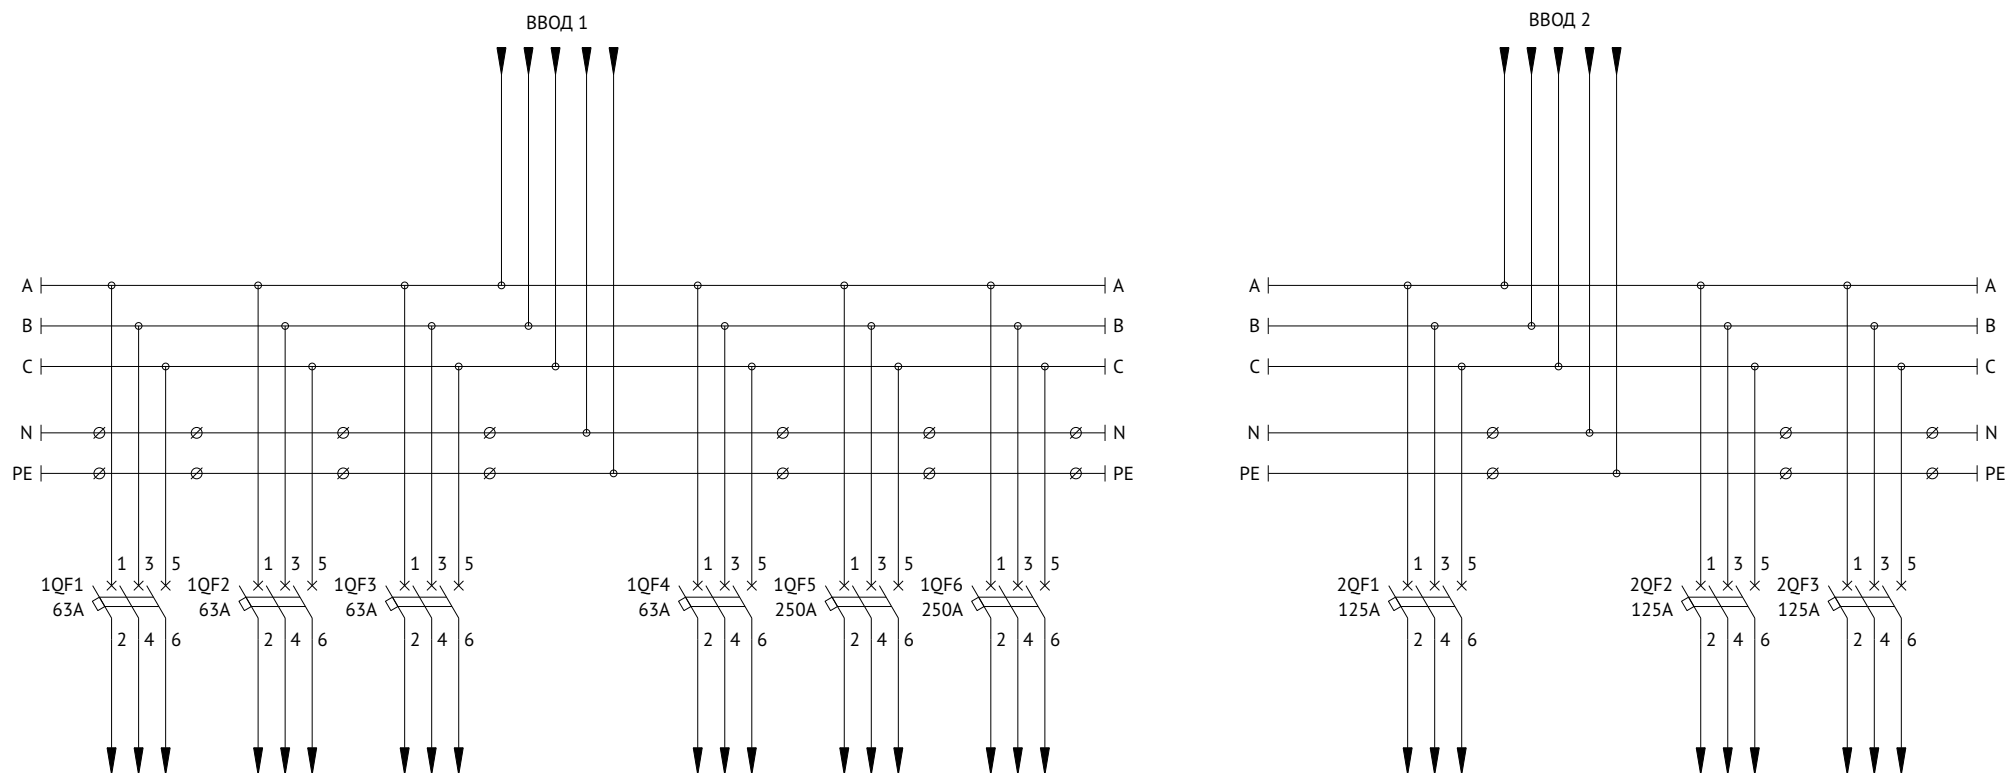 ВВОД 1
ВВОД 2
A A A A
B B B B
C C C C
N N N N
PE PE PE PE
1 3 5 1 3 5 1 3 5 1 3 5 1 3 5 1 3 5 1 3 5 1 3 5 1 3 5
1QF1 1QF2 1QF3 1QF4 1QF5 1QF6 2QF1 2QF2 2QF3
63A 63A 63A 63A 250A 250A 125A 125A 125A
2 4 6 2 4 6 2 4 6 2 4 6 2 4 6 2 4 6 2 4 6 2 4 6 2 4 6